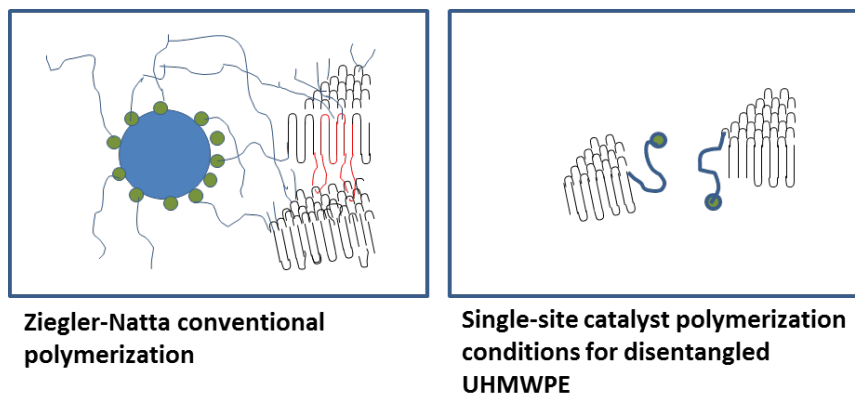 Ziegler-Natta conventional
polymerization
Single-site catalyst polymerization
conditions for disentangled
UHMWPE